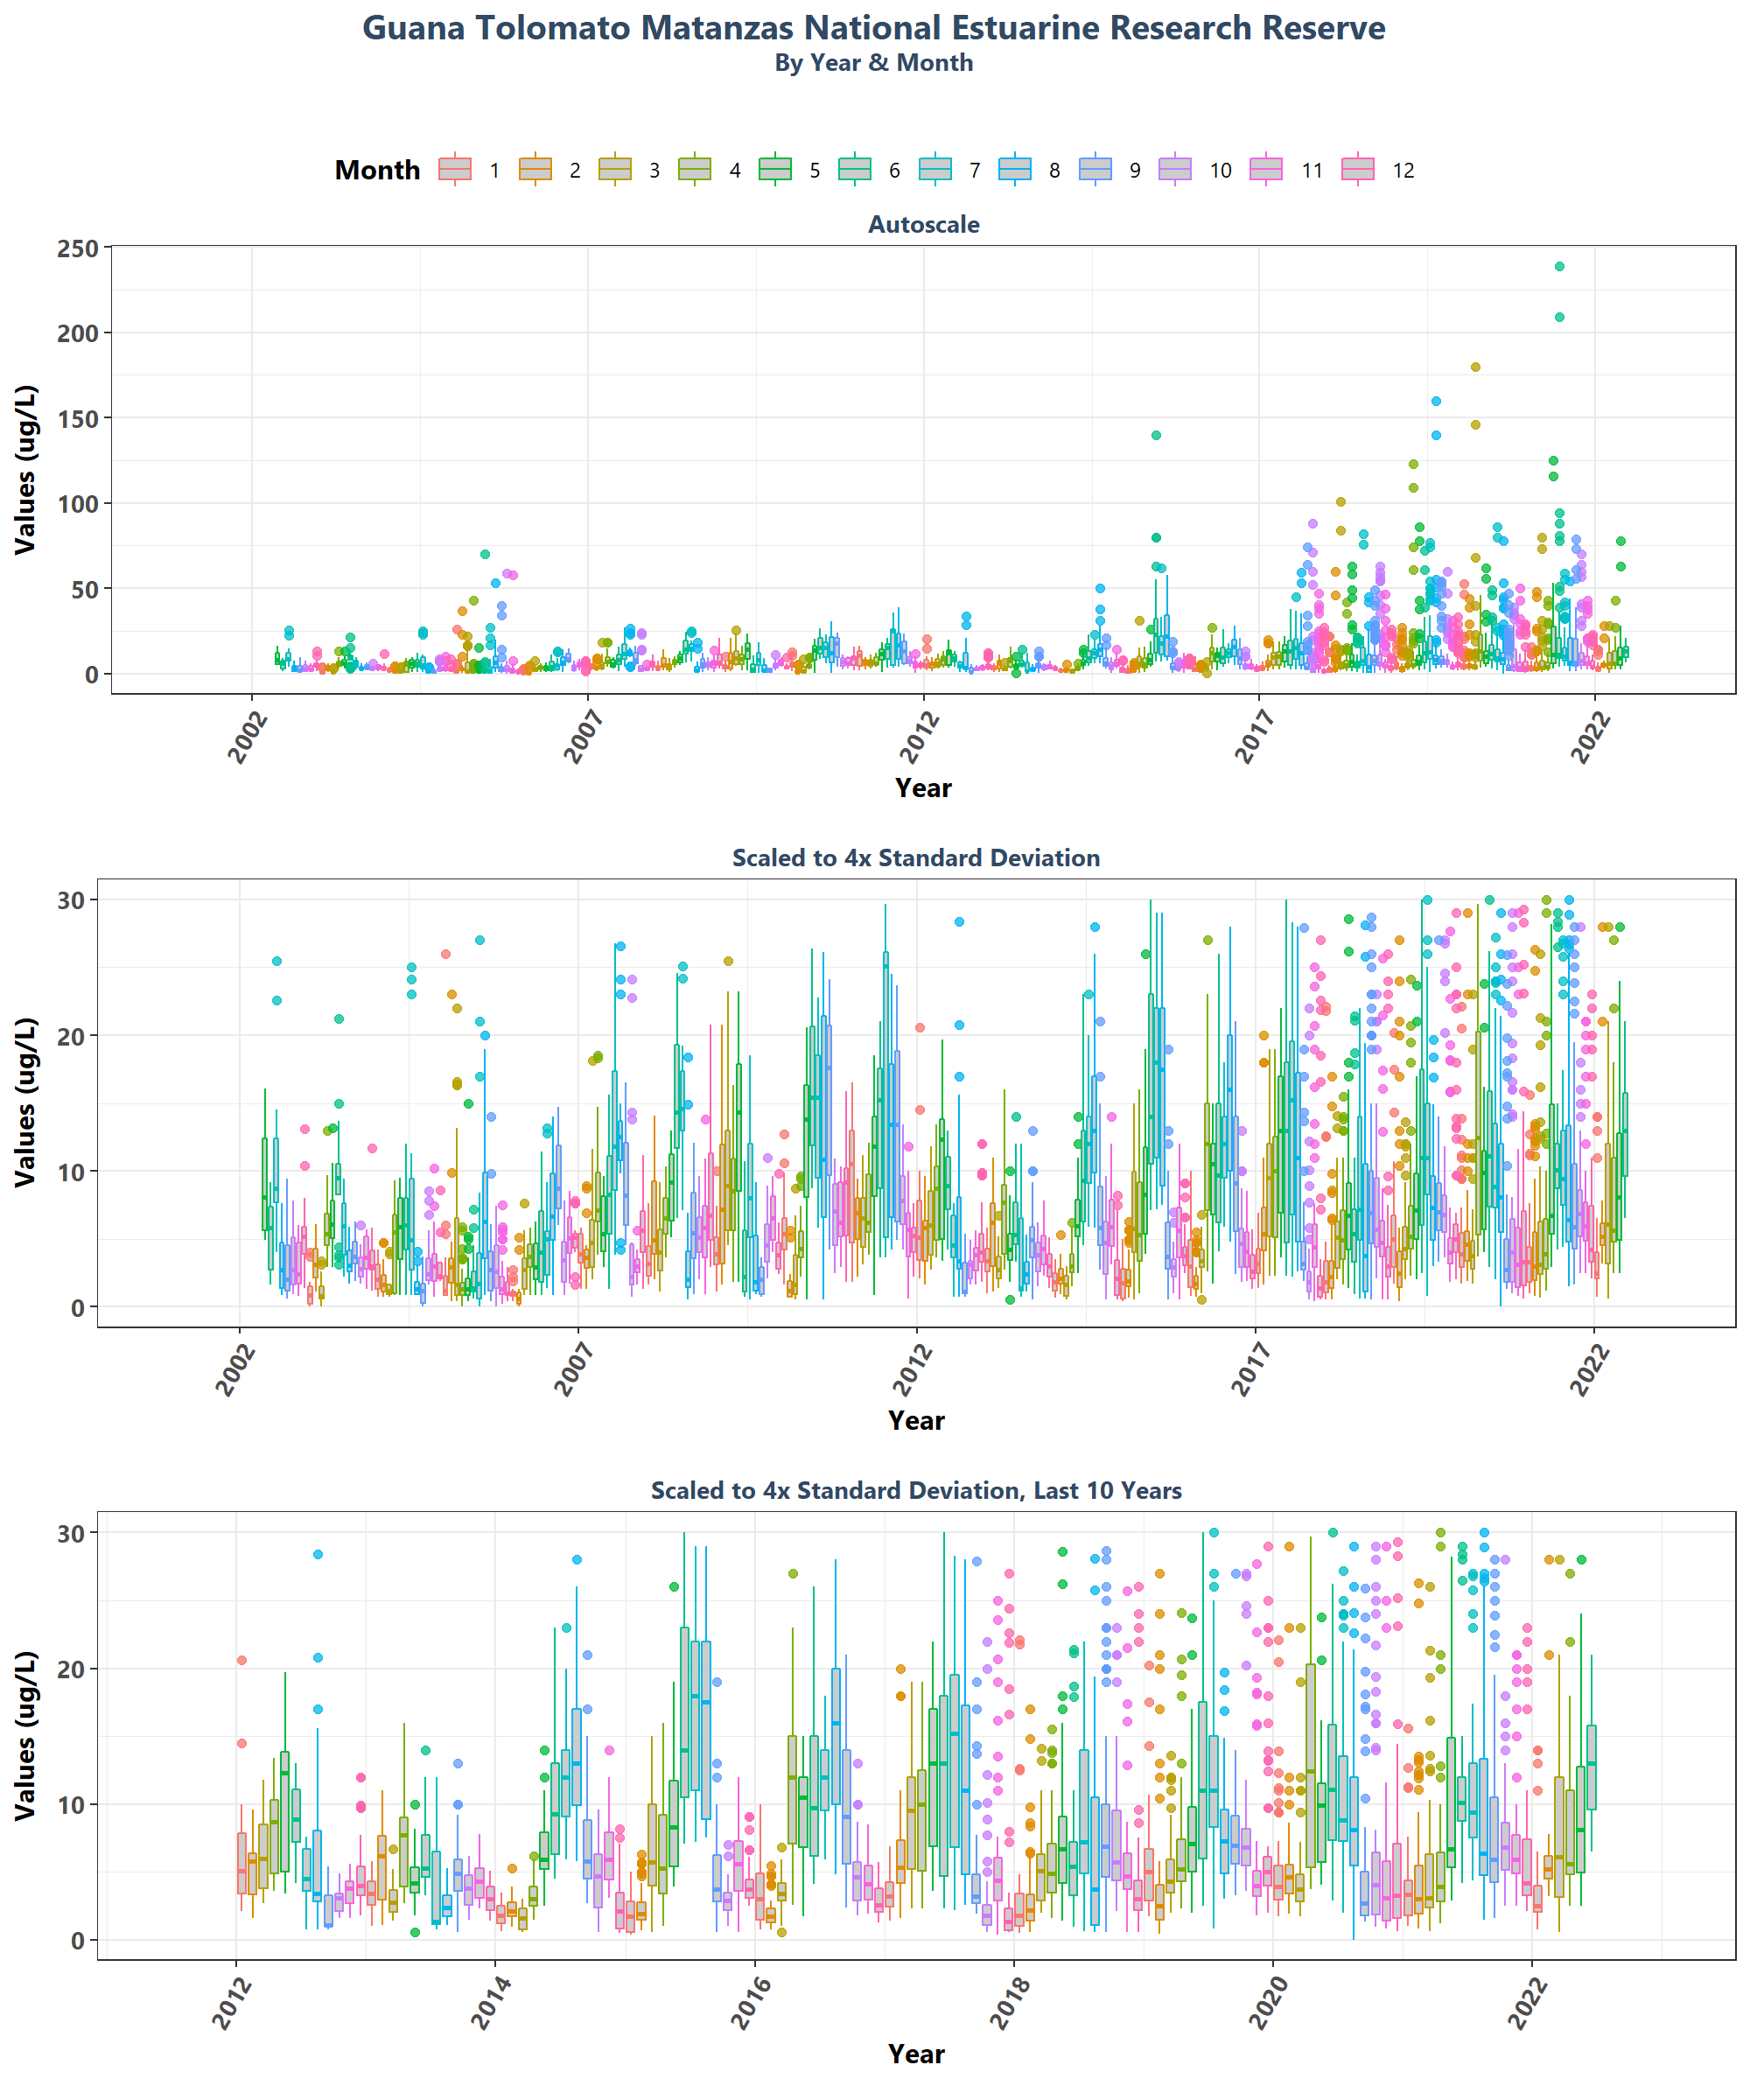 Guana Tolomato Matanzas National Estuarine Research Reserve
By Year & Month
Month 1 2 3 4 5 6 7 8 9 10 11 12
Autoscale
250
200
150
100
50
0
Values (ug/L)
2002 2007 2012 2017 2022
Year
Scaled to 4x Standard Deviation
30
20
10
0
Values (ug/L)
2002 2007 2012 2017 2022
Year
Scaled to 4x Standard Deviation, Last 10 Years
30
20
10
0
Values (ug/L)
2012 2014 2016 2018 2020 2022
Year